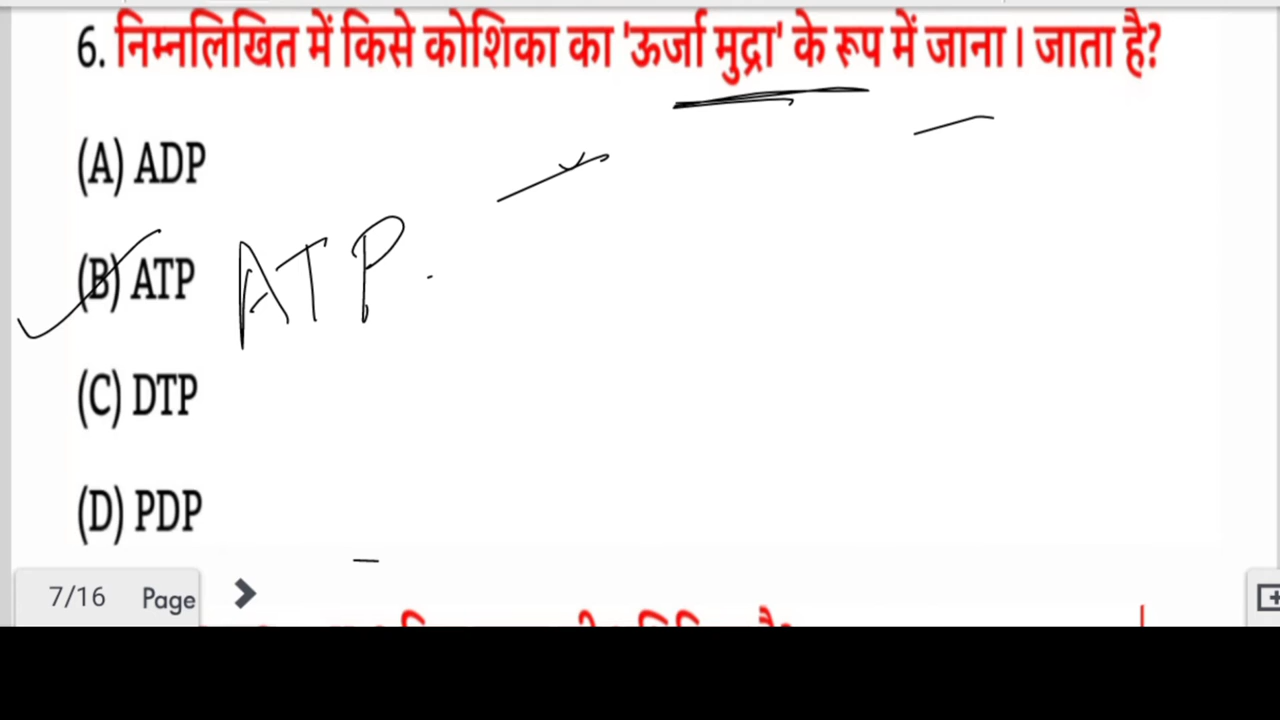 6. निम्नलिखित में किसे कोशिका का 'ऊर्जा मुद्रा' के रूप में जाना। जाता है?
(A) ADP
(B) ATP ATP.
(C) DTP
(D) PDP
7/16 Page